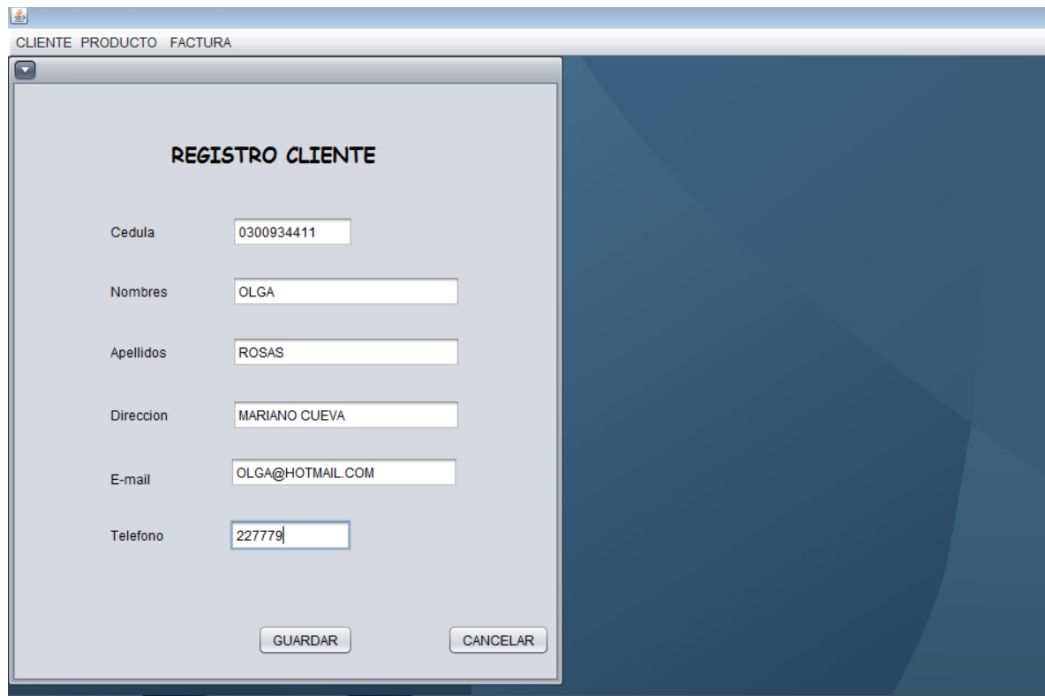 CLIENTE PRODUCTO FACTURA
REGISTRO CLIENTE
Cedula 0300934411
Nombres OLGA
Apellidos ROSAS
Direccion MARIANO CUEVA
E-mail OLGA@HOTMAIL.COM
Telefono 227779
GUARDAR CANCELAR